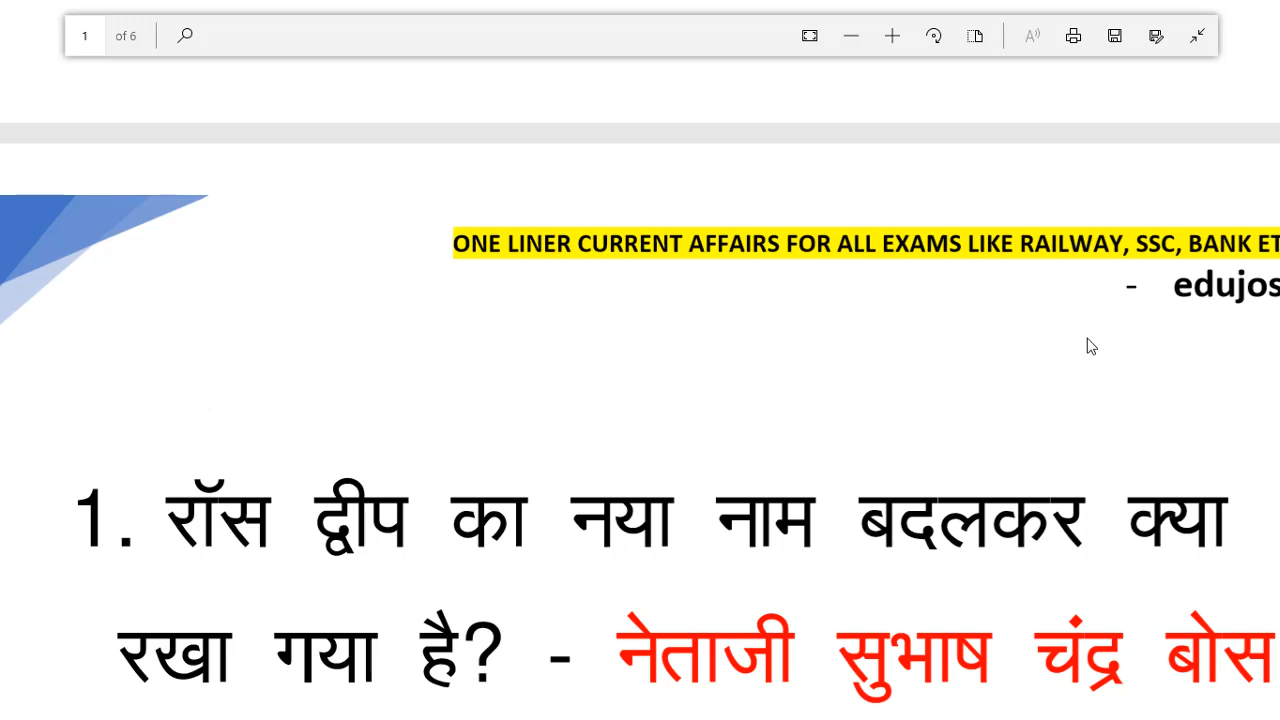 1 of 6
ONE LINER CURRENT AFFAIRS FOR ALL EXAMS LIKE RAILWAY, SSC, BANK ET
- edujos
1. रॉस द्वीप का नया नाम बदलकर क्या
रखा गया है? - नेताजी सुभाष चंद्र बोस